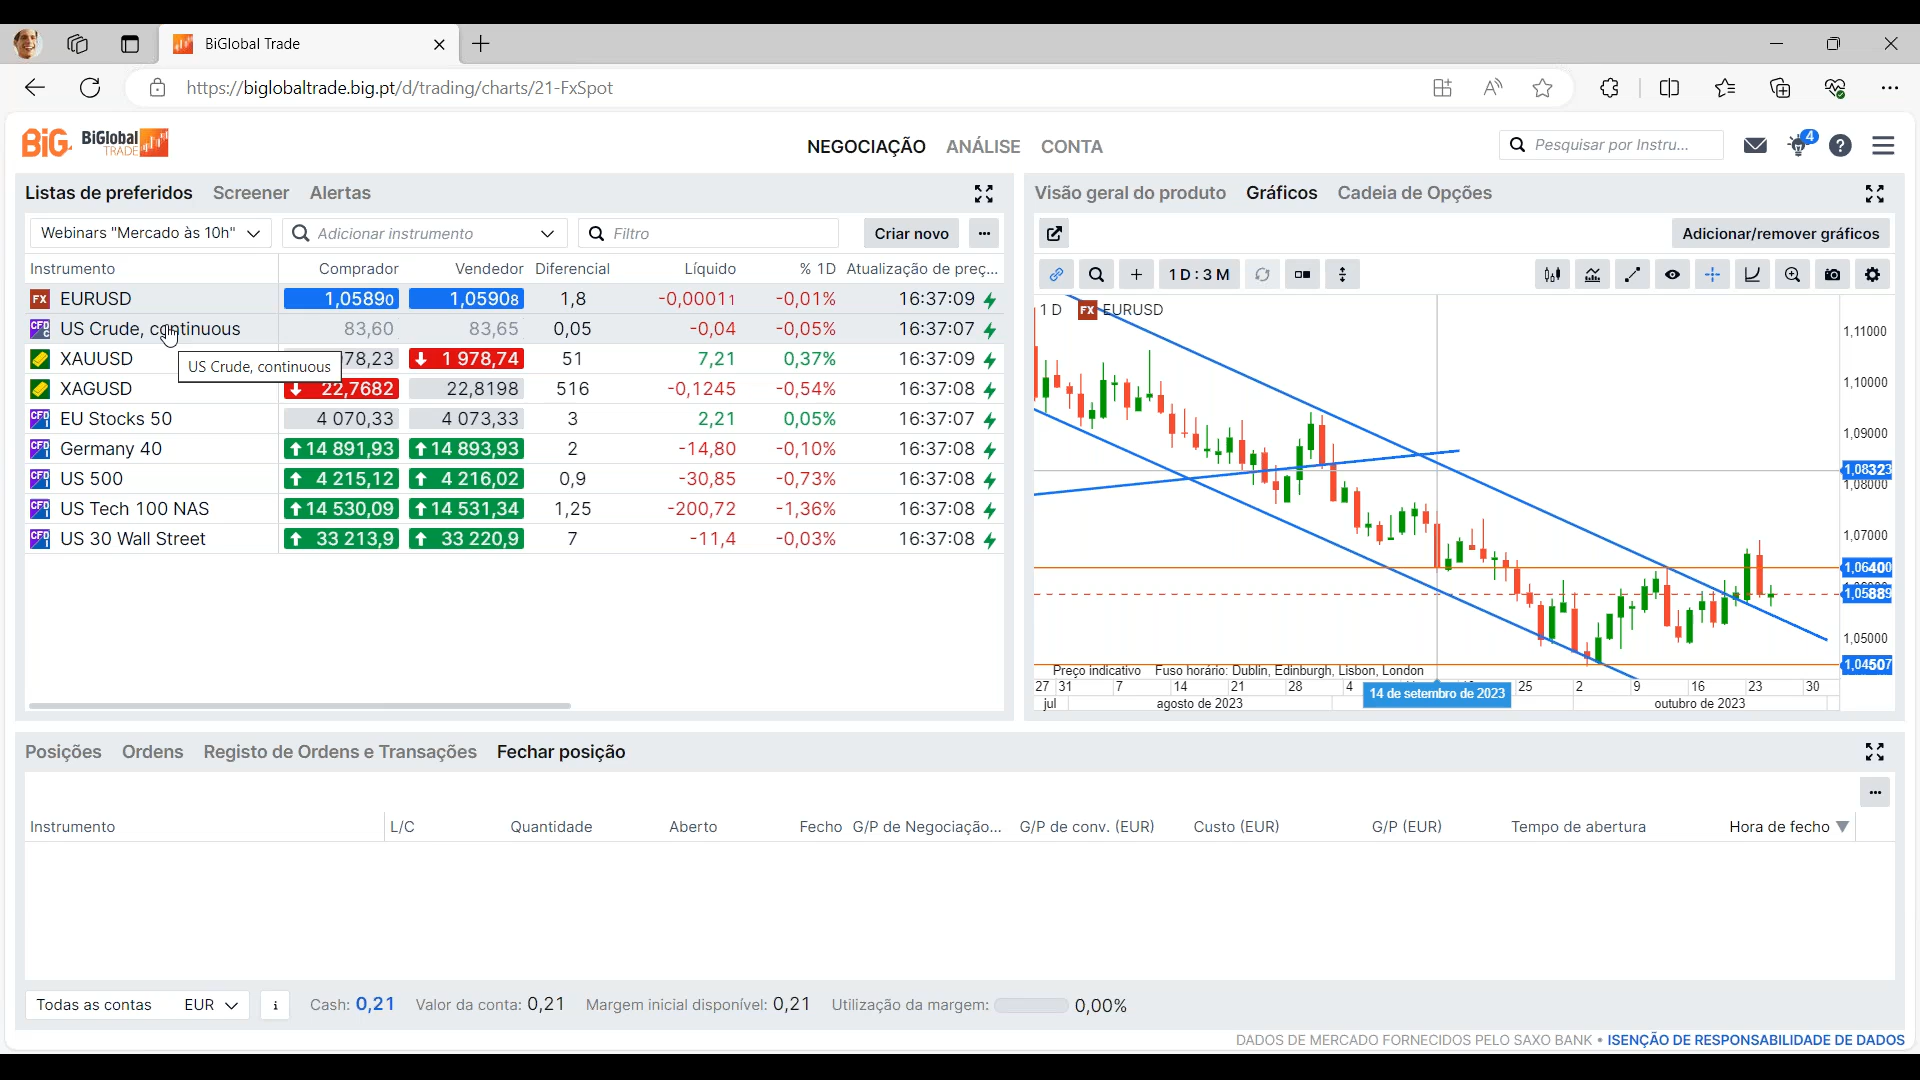 BiGlobal Trade
https://biglobaltrade.big.pt/d/trading/charts/21-FxSpot
BiG BiGlobal TRADE
NEGOCIAÇÃO ANÁLISE CONTA
Pesquisar por Instru...
4
?
Listas de preferidos Screener Alertas
Webinars "Mercado às 10h" Adicionar instrumento Filtro Criar novo ...
Instrumento Comprador Vendedor Diferencial Líquido % 1D Atualização de preç...
FX EURUSD 1,05890 1,05908 1,8 -0,00011 -0,01% 16:37:09
CFD C US Crude, continuous 83,60 83,65 0,05 -0,04 -0,05% 16:37:07
XAUUSD 78,23 1 978,74 51 7,21 0,37% 16:37:09
US Crude, continuous
XAGUSD 22,7682 22,8198 516 -0,1245 -0,54% 16:37:08
CFD I EU Stocks 50 4 070,33 4 073,33 3 2,21 0,05% 16:37:07
CFD I Germany 40 14 891,93 14 893,93 2 -14,80 -0,10% 16:37:08
CFD I US 500 4 215,12 4 216,02 0,9 -30,85 -0,73% 16:37:08
CFD I US Tech 100 NAS 14 530,09 14 531,34 1,25 -200,72 -1,36% 16:37:08
CFD I US 30 Wall Street 33 213,9 33 220,9 7 -11,4 -0,03% 16:37:08
Visão geral do produto Gráficos Cadeia de Opções
Adicionar/remover gráficos
1 D : 3 M
1 D FX EURUSD
1,11000
1,10000
1,09000
1,08323
1,08000
1,07000
1,06400
1,05889
1,05000
1,04507
Preço indicativo Fuso horário: Dublin, Edinburgh, Lisbon, London
27 31 7 14 21 28 4 14 de setembro de 2023 25 2 9 16 23 30
jul agosto de 2023 outubro de 2023
Posições Ordens Registo de Ordens e Transações Fechar posição
...
Instrumento L/C Quantidade Aberto Fecho G/P de Negociação... G/P de conv. (EUR) Custo (EUR) G/P (EUR) Tempo de abertura Hora de fecho
Todas as contas EUR i Cash: 0,21 Valor da conta: 0,21 Margem inicial disponível: 0,21 Utilização da margem: 0,00%
DADOS DE MERCADO FORNECIDOS PELO SAXO BANK • ISENÇÃO DE RESPONSABILIDADE DE DADOS